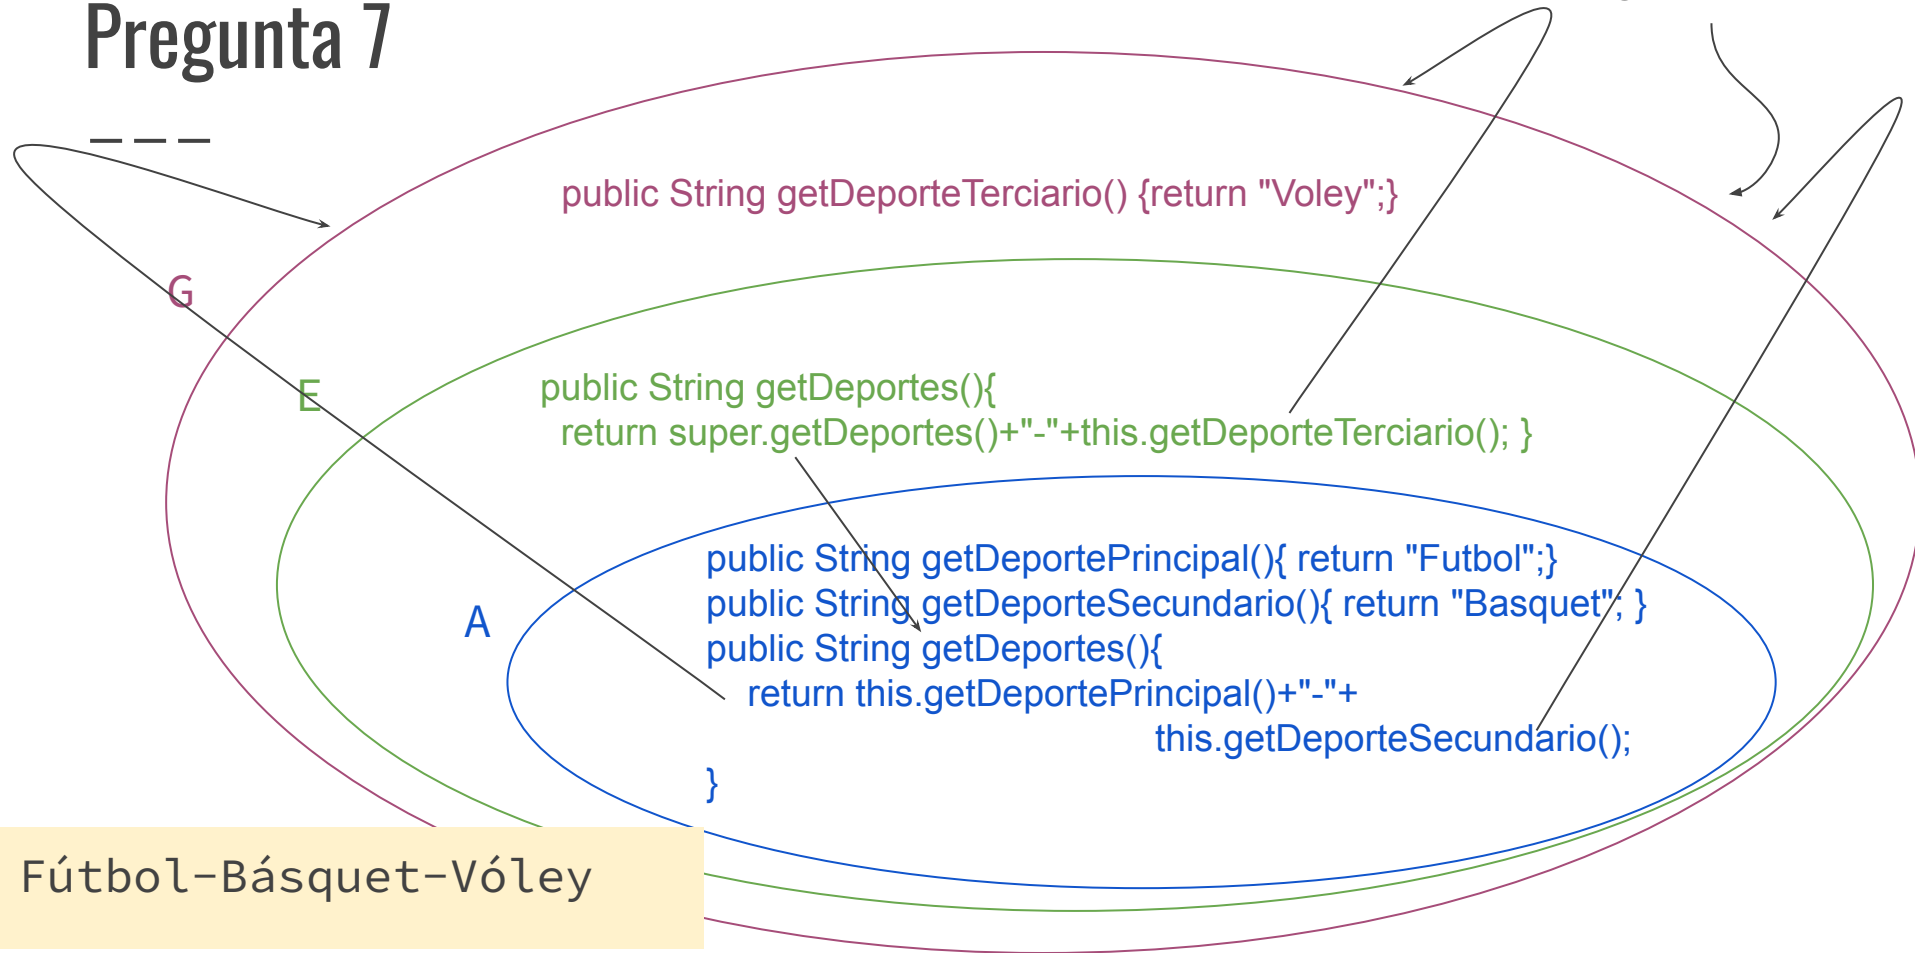 Pregunta 7
public String getDeporteTerciario() {return "Voley";}
G
E
public String getDeportes(){
return super.getDeportes()+"-"+this.getDeporteTerciario(); }
A
public String getDeportePrincipal(){ return "Futbol";}
public String getDeporteSecundario(){ return "Basquet"; }
public String getDeportes(){
return this.getDeportePrincipal()+"-"+
this.getDeporteSecundario();
}
Fútbol-Básquet-Vóley